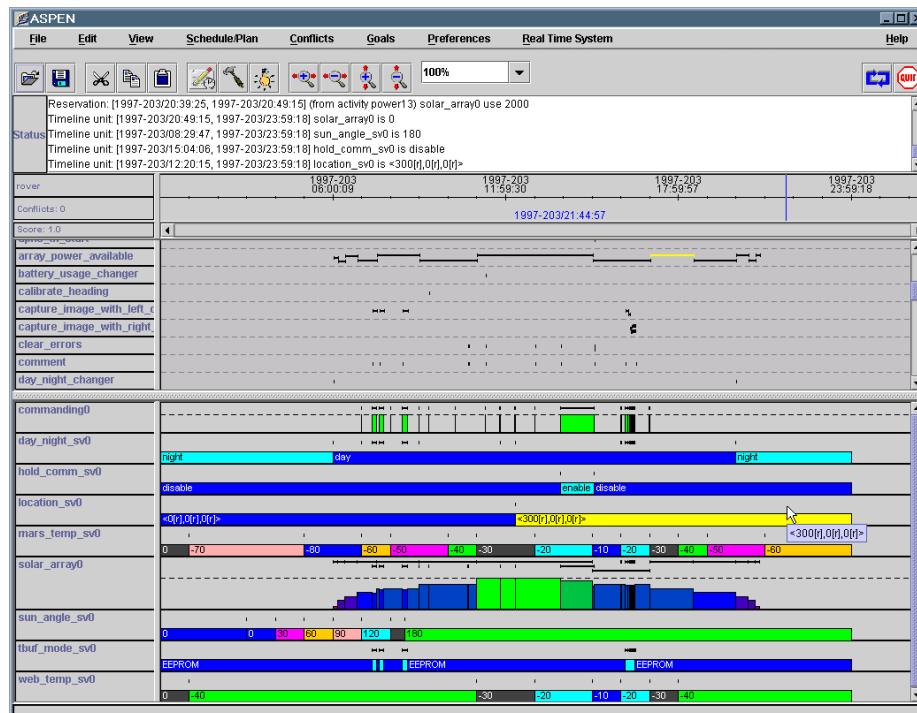 ASPEN
File Edit View Schedule/Plan Conflicts Goals Preferences Real Time System Help
100%
QUIT
Status
Reservation: [1997-203/20:39:25, 1997-203/20:49:15] (from activity power13) solar_array0 use 2000
Timeline unit: [1997-203/20:49:15, 1997-203/23:59:18] solar_array0 is 0
Timeline unit: [1997-203/08:29:47, 1997-203/23:59:18] sun_angle_sv0 is 180
Timeline unit: [1997-203/15:04:06, 1997-203/23:59:18] hold_comm_sv0 is disable
Timeline unit: [1997-203/12:20:15, 1997-203/23:59:18] location_sv0 is <300[r],0[r],0[r]>
rover
1997-203 1997-203 1997-203 1997-203
06:00:09 11:59:30 17:59:57 23:59:18
Conflicts: 0
1997-203/21:44:57
Score: 1.0
array_power_available
battery_usage_changer
calibrate_heading
capture_image_with_left_c
capture_image_with_right_
clear_errors
comment
day_night_changer
commanding0
day_night_sv0
night day night
hold_comm_sv0
disable enable disable
location_sv0
<0[r],0[r],0[r]> <300[r],0[r],0[r]>
<300[r],0[r],0[r]>
mars_temp_sv0
0 -70 -80 -60 -50 -40 -30 -20 -10 -20 -30 -40 -50 -60
solar_array0
sun_angle_sv0
0 0 30 60 90 120 180
tbuf_mode_sv0
EEPROM EEPROM EEPROM
web_temp_sv0
0 -40 -30 -20 -10 -20 -30 -40